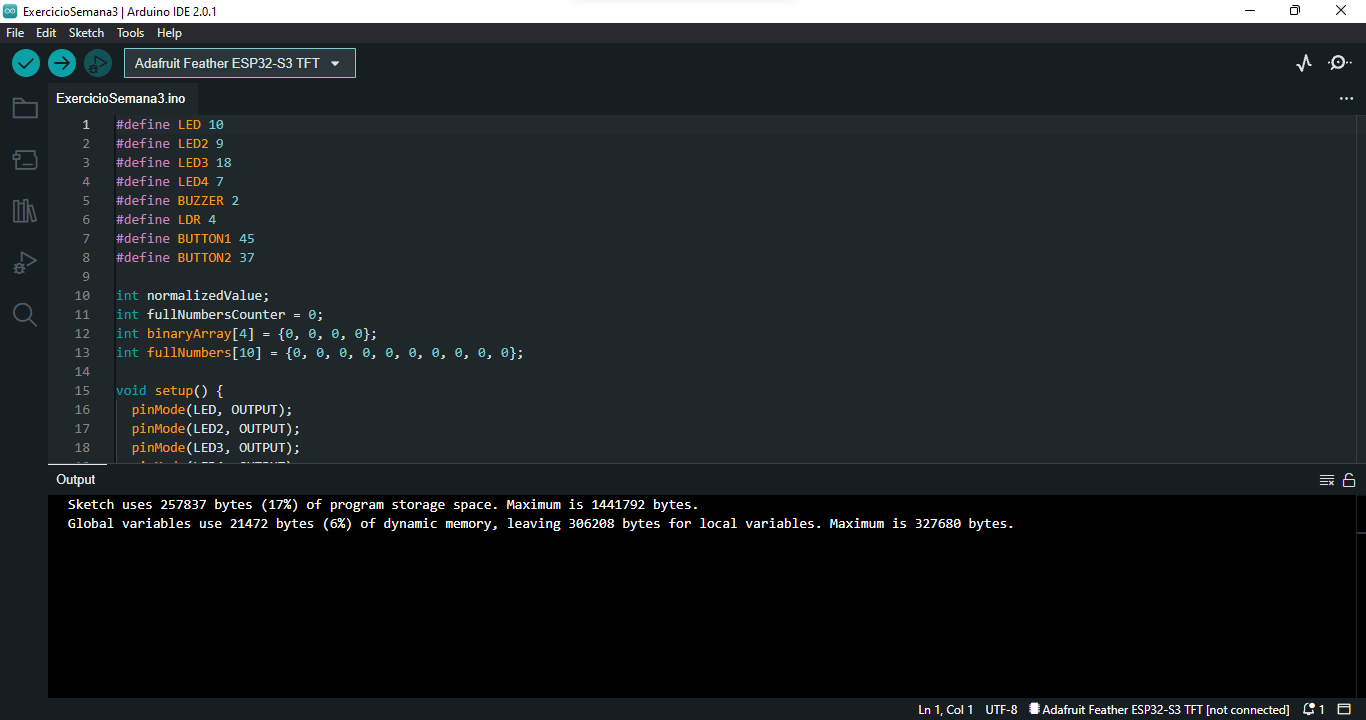 ExercicioSemana3 | Arduino IDE 2.0.1
File Edit Sketch Tools Help
Adafruit Feather ESP32-S3 TFT
ExercicioSemana3.ino
1 #define LED 10
2 #define LED2 9
3 #define LED3 18
4 #define LED4 7
5 #define BUZZER 2
6 #define LDR 4
7 #define BUTTON1 45
8 #define BUTTON2 37
9
10 int normalizedValue;
11 int fullNumbersCounter = 0;
12 int binaryArray[4] = {0, 0, 0, 0};
13 int fullNumbers[10] = {0, 0, 0, 0, 0, 0, 0, 0, 0, 0};
14
15 void setup() {
16 pinMode(LED, OUTPUT);
17 pinMode(LED2, OUTPUT);
18 pinMode(LED3, OUTPUT);
Output
Sketch uses 257837 bytes (17%) of program storage space. Maximum is 1441792 bytes.
Global variables use 21472 bytes (6%) of dynamic memory, leaving 306208 bytes for local variables. Maximum is 327680 bytes.
Ln 1, Col 1 UTF-8 Adafruit Feather ESP32-S3 TFT [not connected] 1